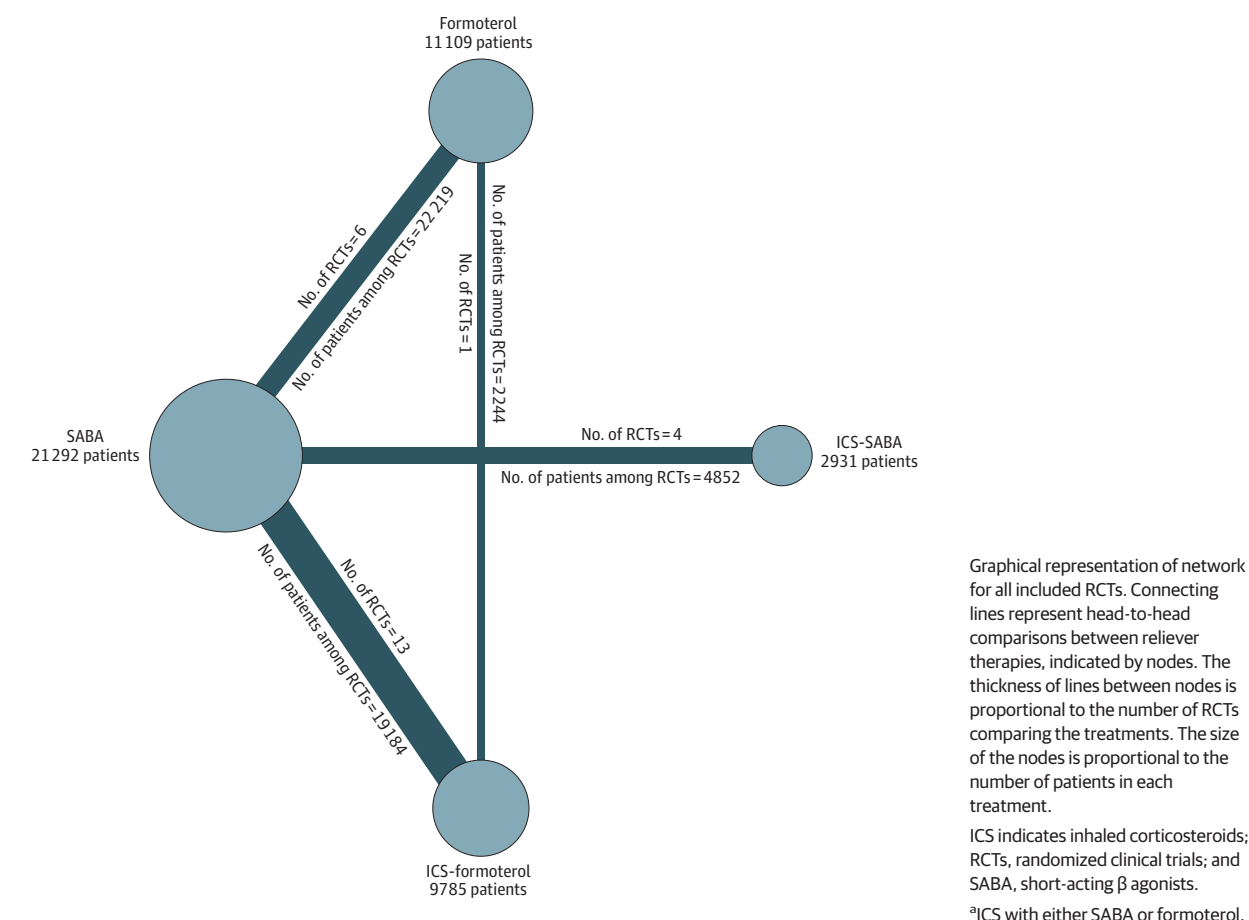 Formoterol
11 109 patients
No. of RCTs = 6
No. of patients among RCTs = 22 219
No. of patients among RCTs = 2244
No. of RCTs = 1
SABA
21 292 patients
No. of RCTs = 4
No. of patients among RCTs = 4852
ICS-SABA
2931 patients
No. of RCTs = 13
No. of patients among RCTs = 19 184
ICS-formoterol
9785 patients
Graphical representation of network
for all included RCTs. Connecting
lines represent head-to-head
comparisons between reliever
therapies, indicated by nodes. The
thickness of lines between nodes is
proportional to the number of RCTs
comparing the treatments. The size
of the nodes is proportional to the
number of patients in each
treatment.
ICS indicates inhaled corticosteroids;
RCTs, randomized clinical trials; and
SABA, short-acting β agonists.
ᵃICS with either SABA or formoterol.